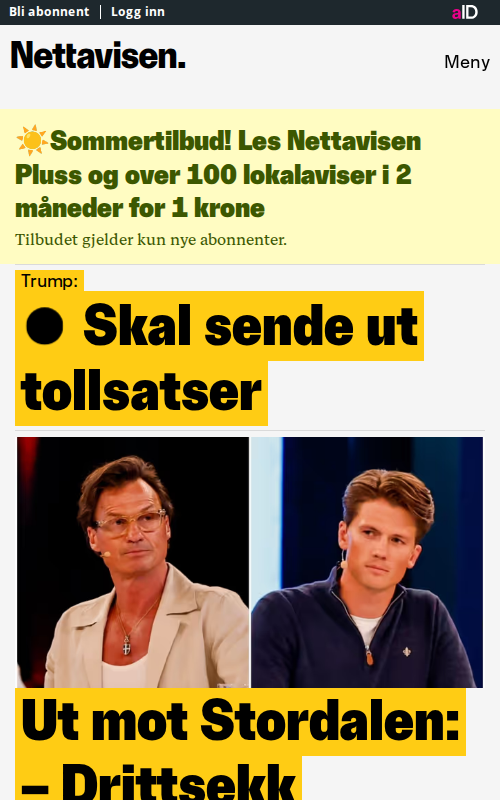 Bli abonnent | Logg inn
aID
Nettavisen.
Meny
☀️Sommertilbud! Les Nettavisen
Pluss og over 100 lokalaviser i 2
måneder for 1 krone
Tilbudet gjelder kun nye abonnenter.
Trump:
● Skal sende ut
tollsatser
Ut mot Stordalen:
– Drittsekk